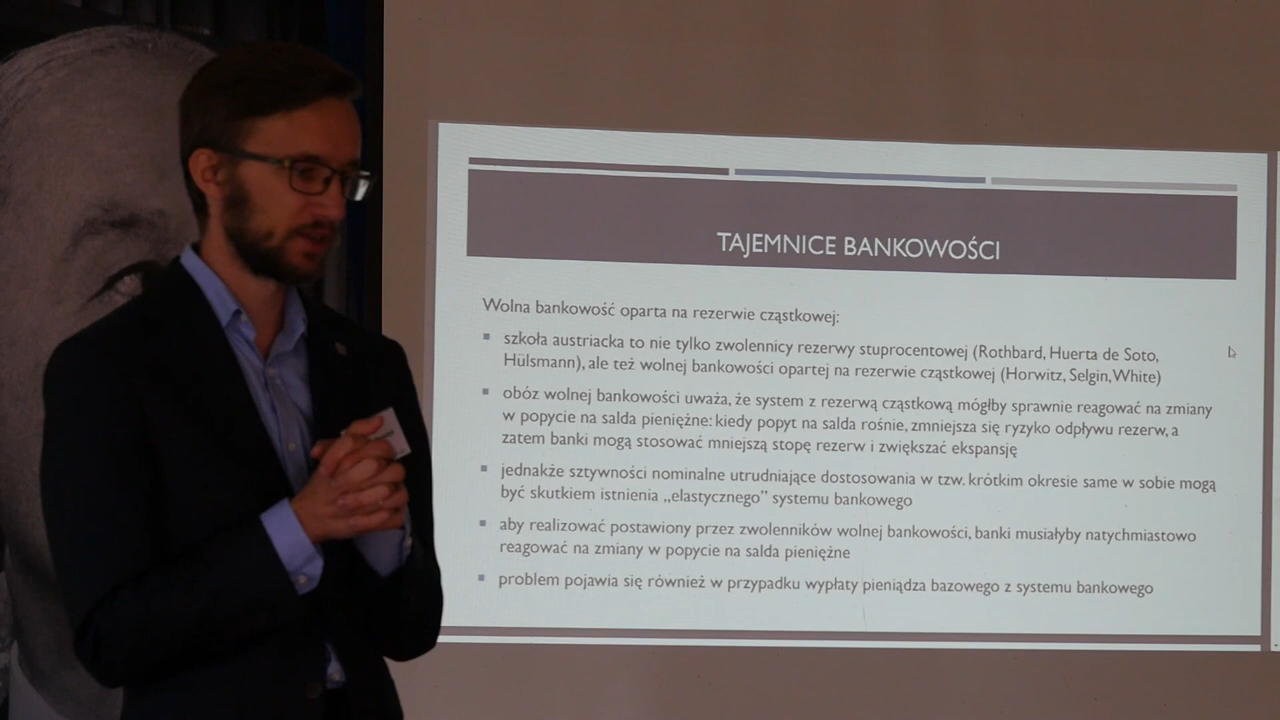 TAJEMNICE BANKOWOŚCI
Wolna bankowość oparta na rezerwie cząstkowej:
szkoła austriacka to nie tylko zwolennicy rezerwy stuprocentowej (Rothbard, Huerta de Soto,
Hülsmann), ale też wolnej bankowości opartej na rezerwie cząstkowej (Horwitz, Selgin, White)
obóz wolnej bankowości uważa, że system z rezerwą cząstkową mógłby sprawnie reagować na zmiany
w popycie na salda pieniężne: kiedy popyt na salda rośnie, zmniejsza się ryzyko odpływu rezerw, a
zatem banki mogą stosować mniejszą stopę rezerw i zwiększać ekspansję
jednakże sztywności nominalne utrudniające dostosowania w tzw. krótkim okresie same w sobie mogą
być skutkiem istnienia „elastycznego” systemu bankowego
aby realizować postawiony przez zwolenników wolnej bankowości, banki musiałyby natychmiastowo
reagować na zmiany w popycie na salda pieniężne
problem pojawia się również w przypadku wypłaty pieniądza bazowego z systemu bankowego